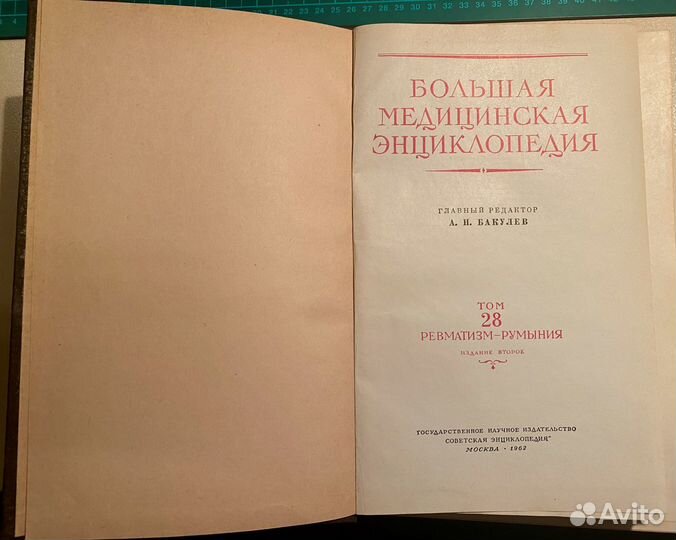 БОЛЬШАЯ
МЕДИЦИНСКАЯ
ЭНЦИКЛОПЕДИЯ
ГЛАВНЫЙ РЕДАКТОР
А. Н. БАКУЛЕВ
ТОМ
28
РЕВМАТИЗМ–РУМЫНИЯ
ИЗДАНИЕ ВТОРОЕ
ГОСУДАРСТВЕННОЕ НАУЧНОЕ ИЗДАТЕЛЬСТВО
СОВЕТСКАЯ ЭНЦИКЛОПЕДИЯ"
МОСКВА · 1962
Avito